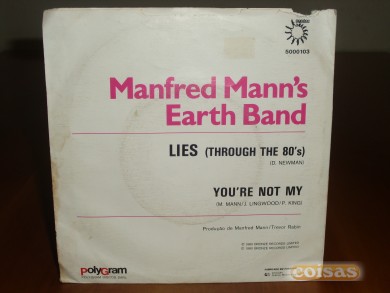 5000103
Manfred Mann's
Earth Band
LIES (THROUGH THE 80's)
(D. NEWMAN)
YOU'RE NOT MY
(M. MANN/J. LINGWOOD/P. KING)
Produção de Manfred Mann/Trevor Rabin
polyGram
coisas